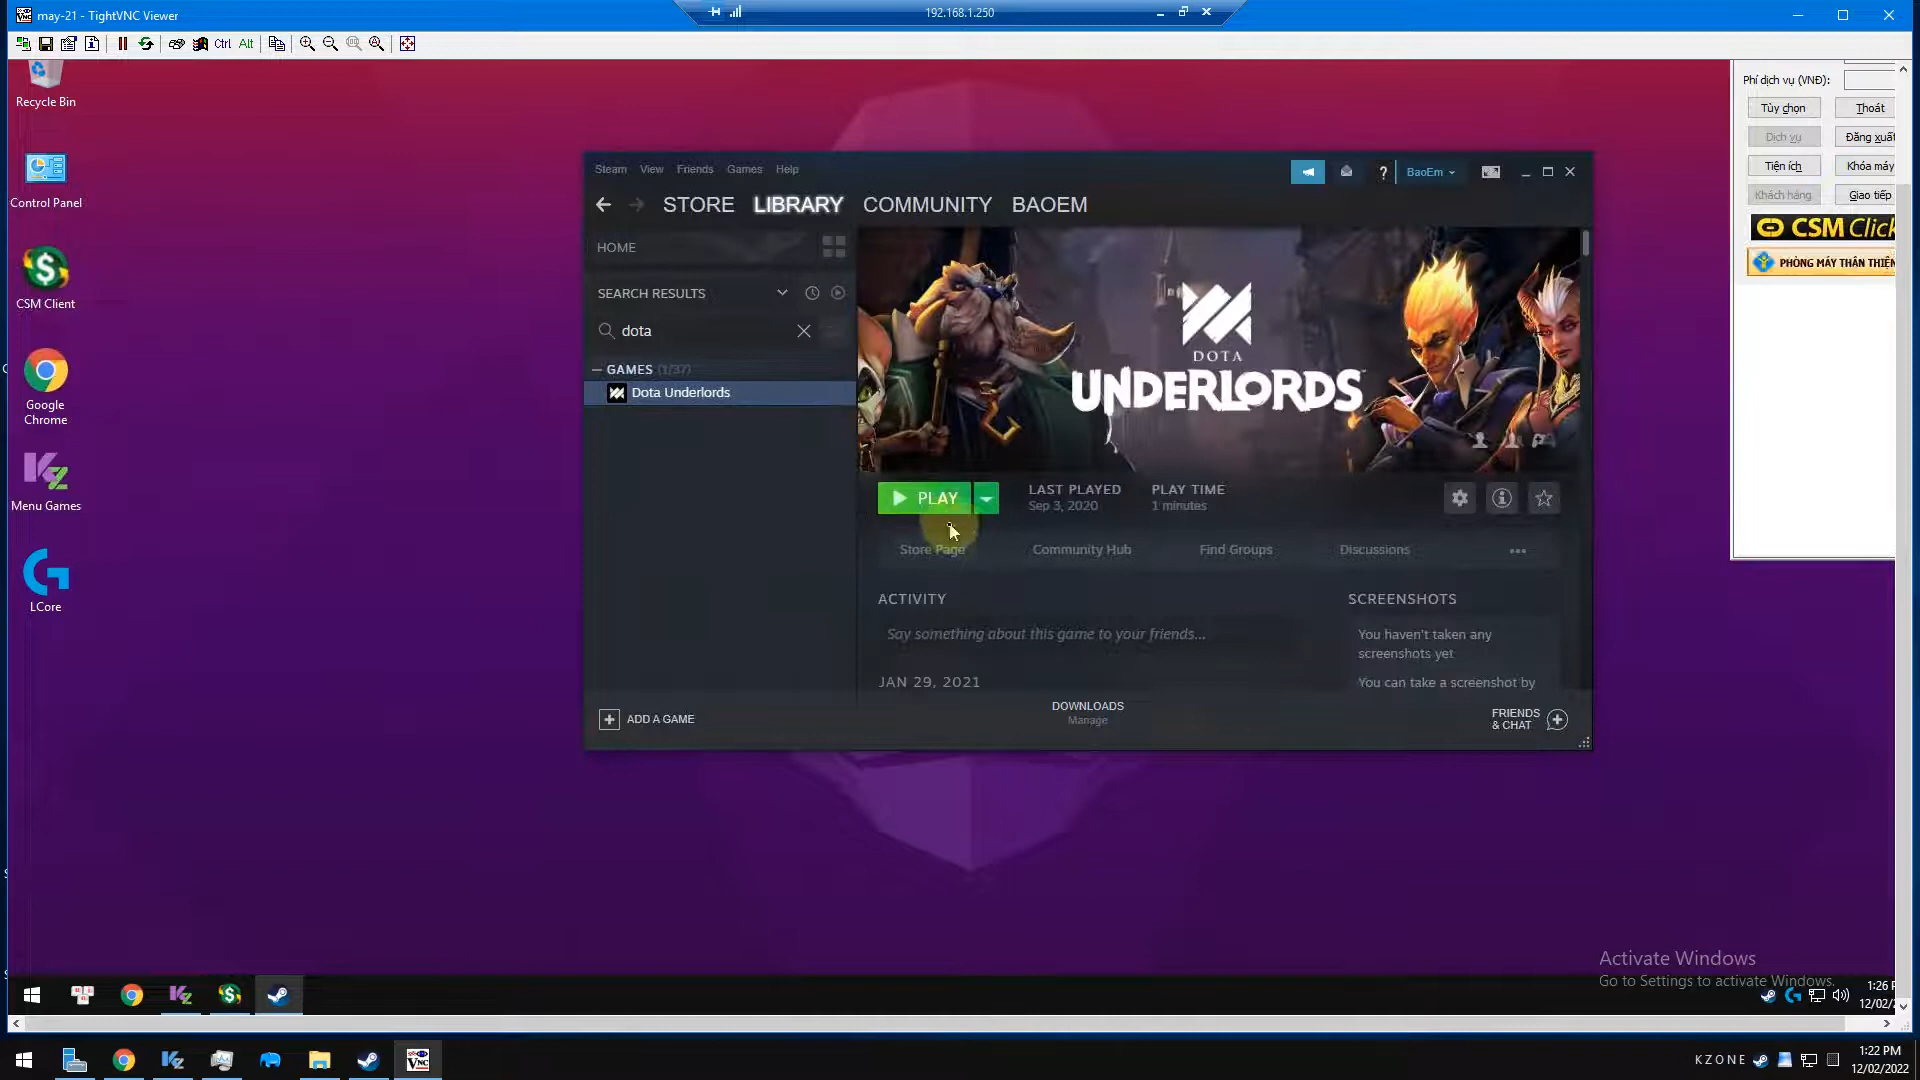 may-21 - TightVNC Viewer
192.168.1.250
Ctrl Alt
Recycle Bin
Control Panel
CSM Client
Google
Chrome
Menu Games
LCore
Steam View Friends Games Help
BaoEm
STORE LIBRARY COMMUNITY BAOEM
HOME
SEARCH RESULTS
dota
GAMES (1/37)
Dota Underlords
DOTA
UNDERLORDS
PLAY
LAST PLAYED
Sep 3, 2020
PLAY TIME
1 minutes
Store Page Community Hub Find Groups Discussions
ACTIVITY
Say something about this game to your friends...
JAN 29, 2021
SCREENSHOTS
You haven't taken any
screenshots yet
You can take a screenshot by
ADD A GAME
DOWNLOADS
Manage
FRIENDS
& CHAT
Phí dịch vụ (VNĐ):
Tùy chọn Thoát
Dịch vụ Đăng xuất
Tiện ích Khóa máy
Khách hàng Giao tiếp
CSM Click
PHÒNG MÁY THÂN THIỆN
Activate Windows
Go to Settings to activate Windows.
1:26 P
12/02/
KZONE
1:22 PM
12/02/2022